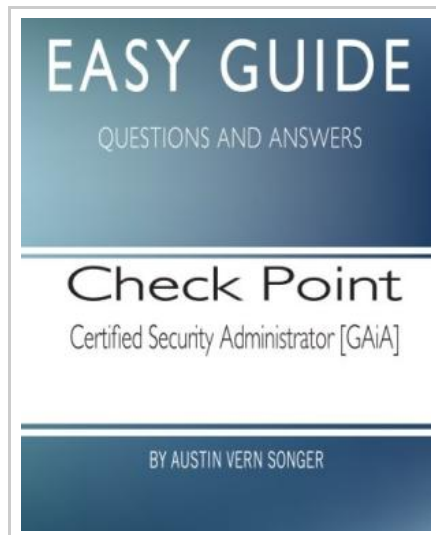 EASY GUIDE
QUESTIONS AND ANSWERS
Check Point
Certified Security Administrator [GAiA]
BY AUSTIN VERN SONGER